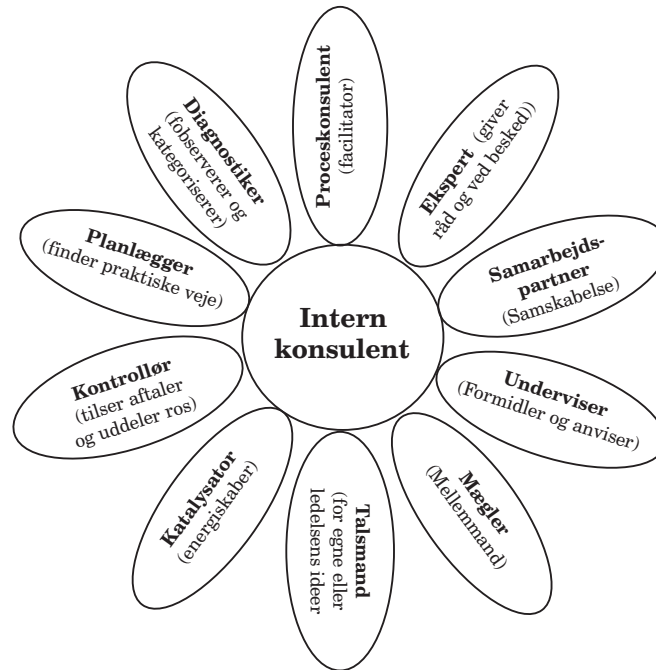 Intern
konsulent
Proceskonsulent
(facilitator)
Ekspert (giver
råd og ved besked))
Samarbejds-
partner
(Samskabelse)
Underviser
(Formidler og anviser)
Mægler
(Mellemmand)
Talsmand
(for egne eller
ledelsens ideer
Katalysator
(energiskaber)
Kontrollør
(tilser aftaler
og uddeler ros)
Planlægger
(finder praktiske veje)
Diagnostiker
(fobserverer og
kategoriserer)